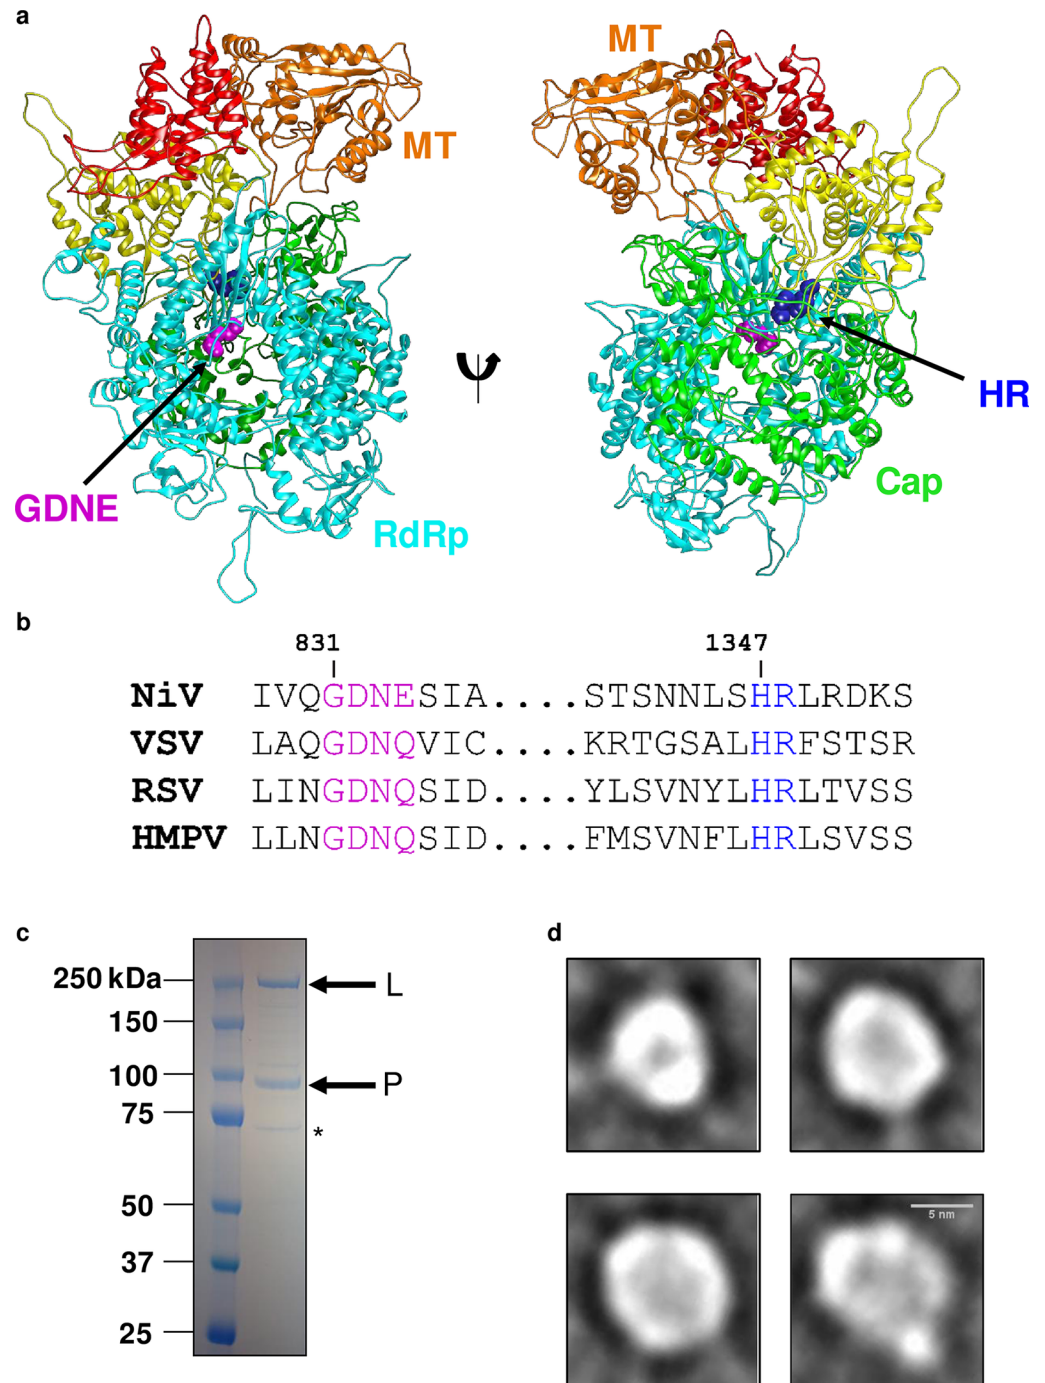 a
MT
MT
HR
GDNE
RdRp
Cap
b
831 1347
NiV IVQGDNESIA....STSNNLSHRLRDKS
VSV LAQGDNQVIC....KRTGSALHRFSTSR
RSV LINGDNQSID....YLSVNYLHRLTVSS
HMPV LLNGDNQSID....FMSVNFLHRLSVSS
c
d
250 kDa
L
150
100
P
75
*
50
37
25
5 nm